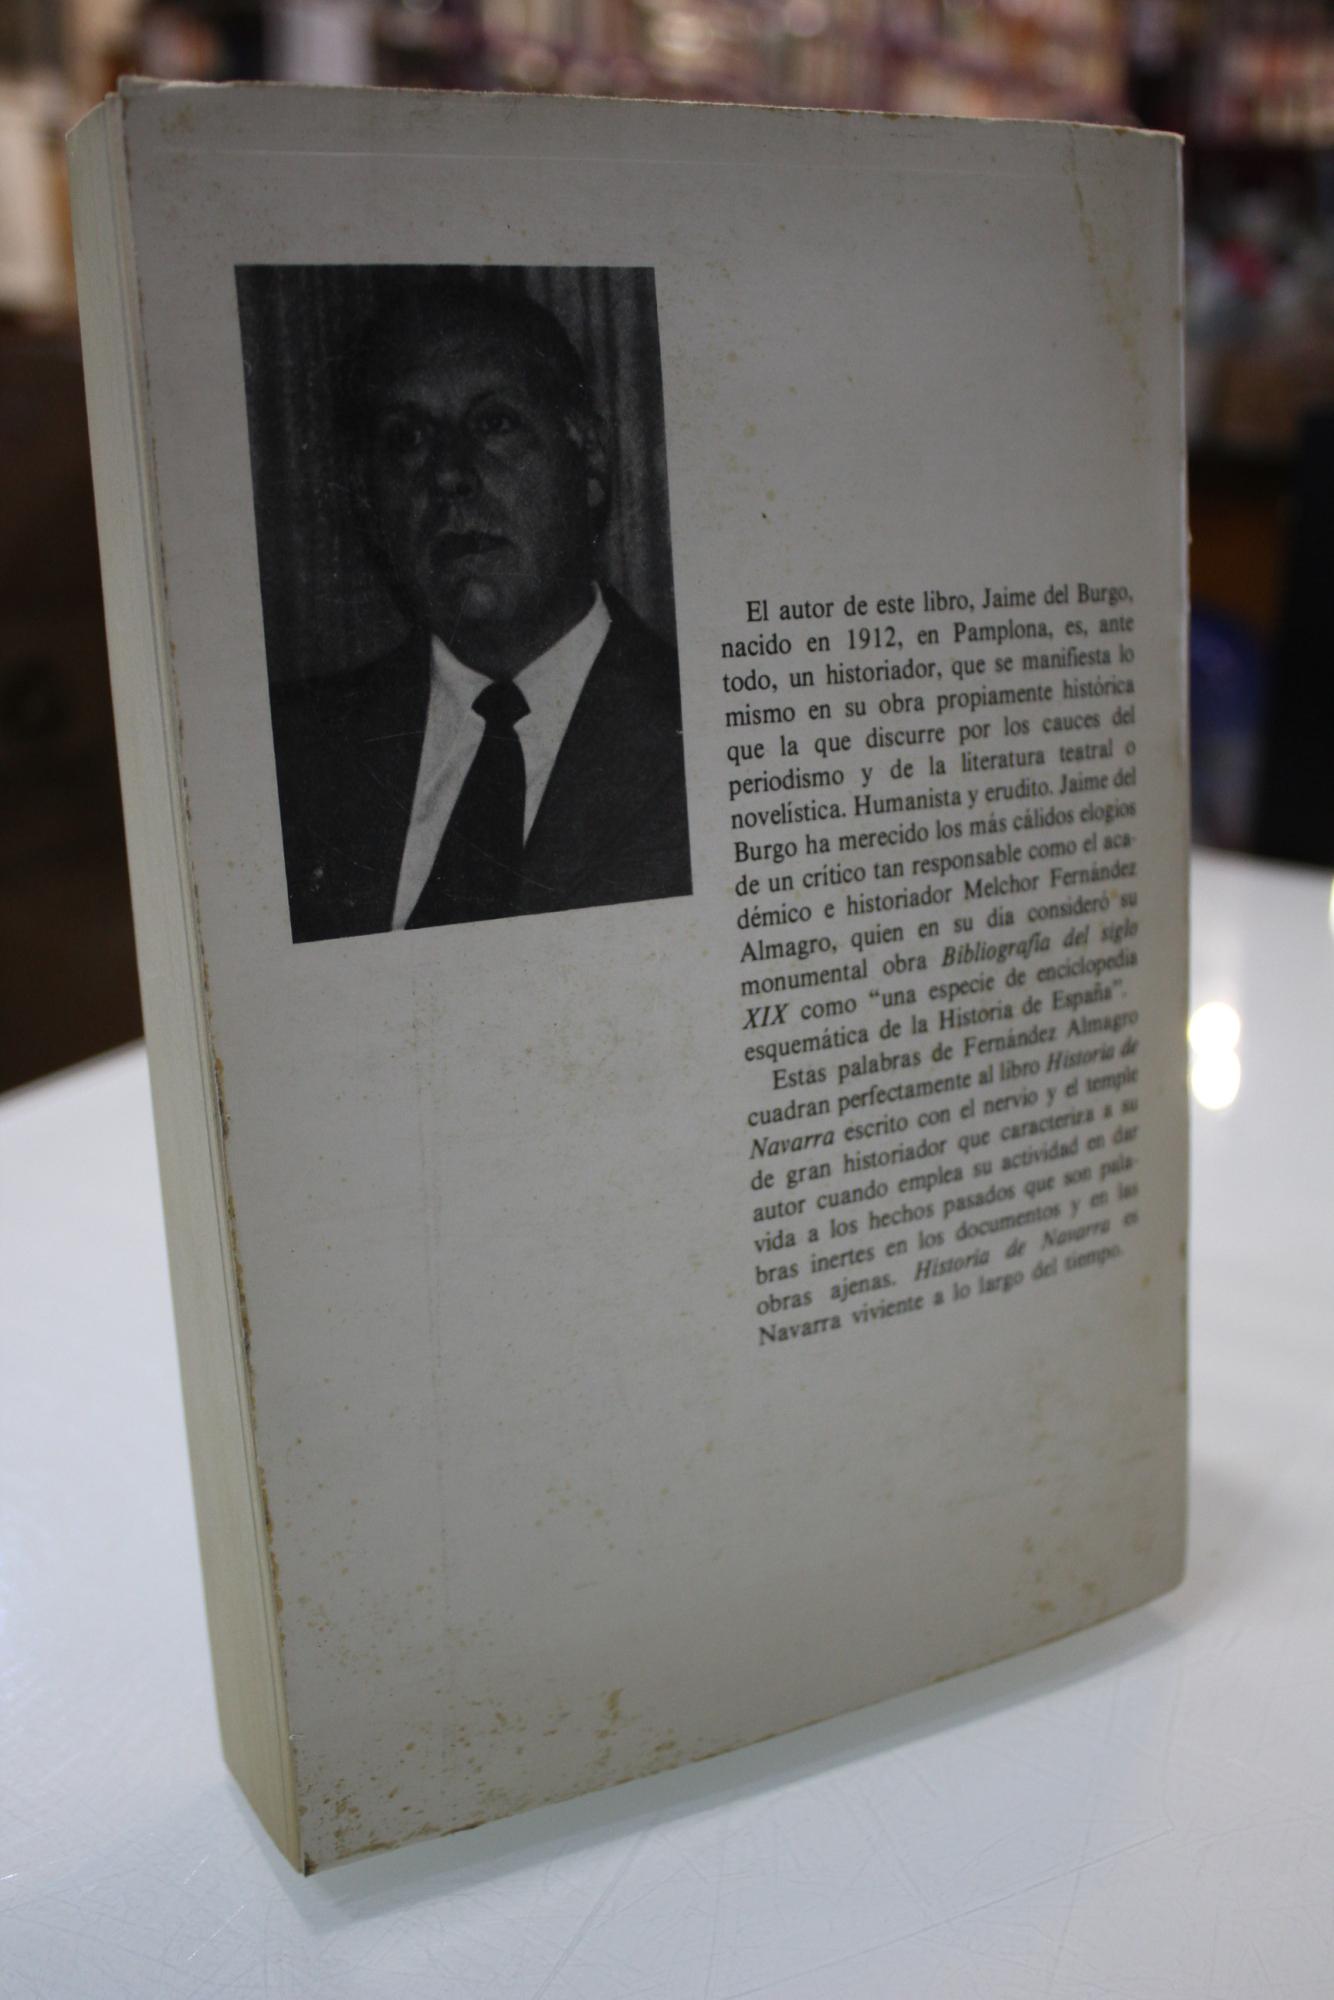 El autor de este libro, Jaime del Burgo,
nacido en 1912, en Pamplona, es, ante
todo, un historiador, que se manifiesta lo
mismo en su obra propiamente histórica
que la que discurre por los cauces del
periodismo y de la literatura teatral o
novelística. Humanista y erudito. Jaime del
Burgo ha merecido los más cálidos elogios
de un crítico tan responsable como el aca-
démico e historiador Melchor Fernández
Almagro, quien en su día consideró su
monumental obra Bibliografía del siglo
XIX como “una especie de enciclopedia
esquemática de la Historia de España”.
Estas palabras de Fernández Almagro
cuadran perfectamente al libro Historia de
Navarra escrito con el nervio y el temple
de gran historiador que caracteriza a su
autor cuando emplea su actividad en dar
vida a los hechos pasados que son pala-
bras inertes en los documentos y en las
obras ajenas. Historia de Navarra es
Navarra viviente a lo largo del tiempo.